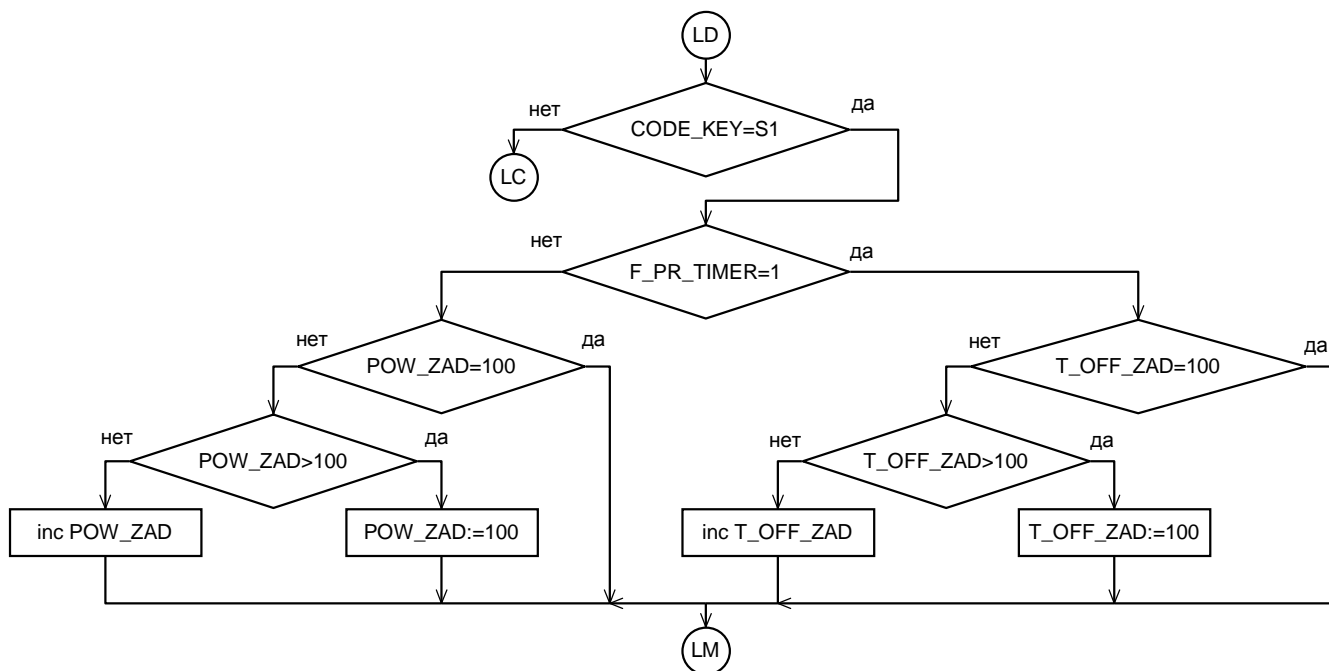 LD
нет
да
CODE_KEY=S1
LC
нет
да
F_PR_TIMER=1
нет
да
POW_ZAD=100
нет
да
T_OFF_ZAD=100
нет
да
POW_ZAD>100
нет
да
T_OFF_ZAD>100
inc POW_ZAD
POW_ZAD:=100
inc T_OFF_ZAD
T_OFF_ZAD:=100
LM